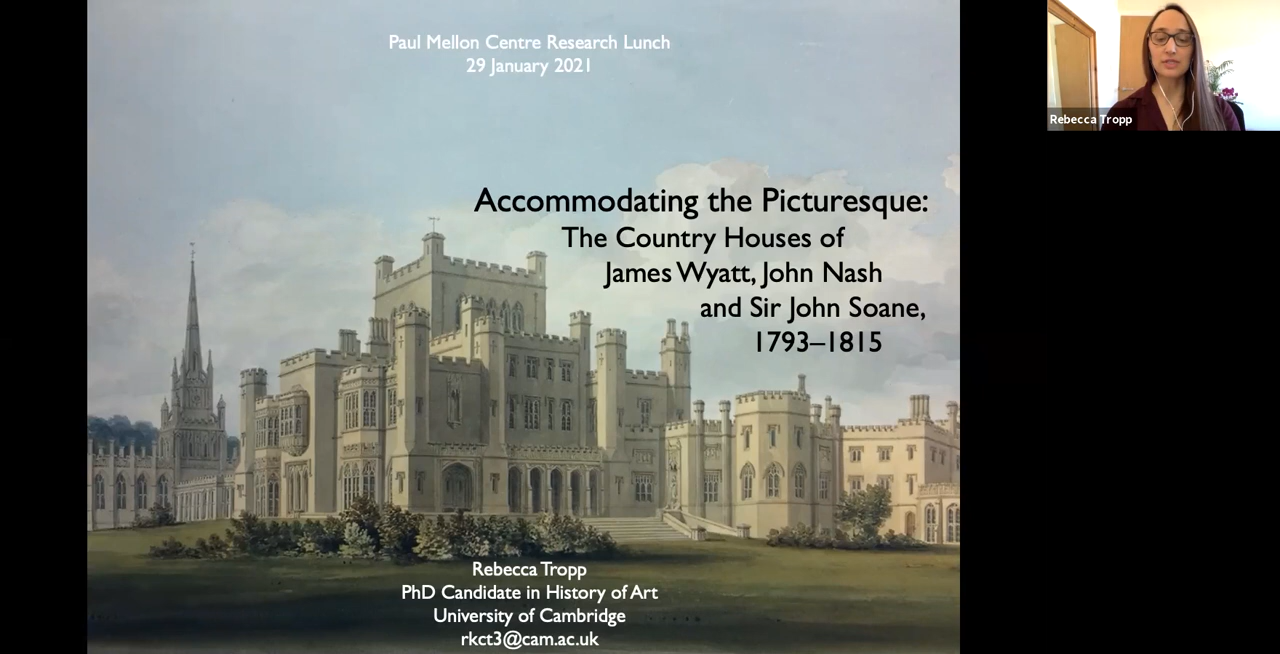 Paul Mellon Centre Research Lunch
29 January 2021
Rebecca Tropp
Accommodating the Picturesque:
The Country Houses of
James Wyatt, John Nash
and Sir John Soane,
1793–1815
Rebecca Tropp
PhD Candidate in History of Art
University of Cambridge
rkct3@cam.ac.uk